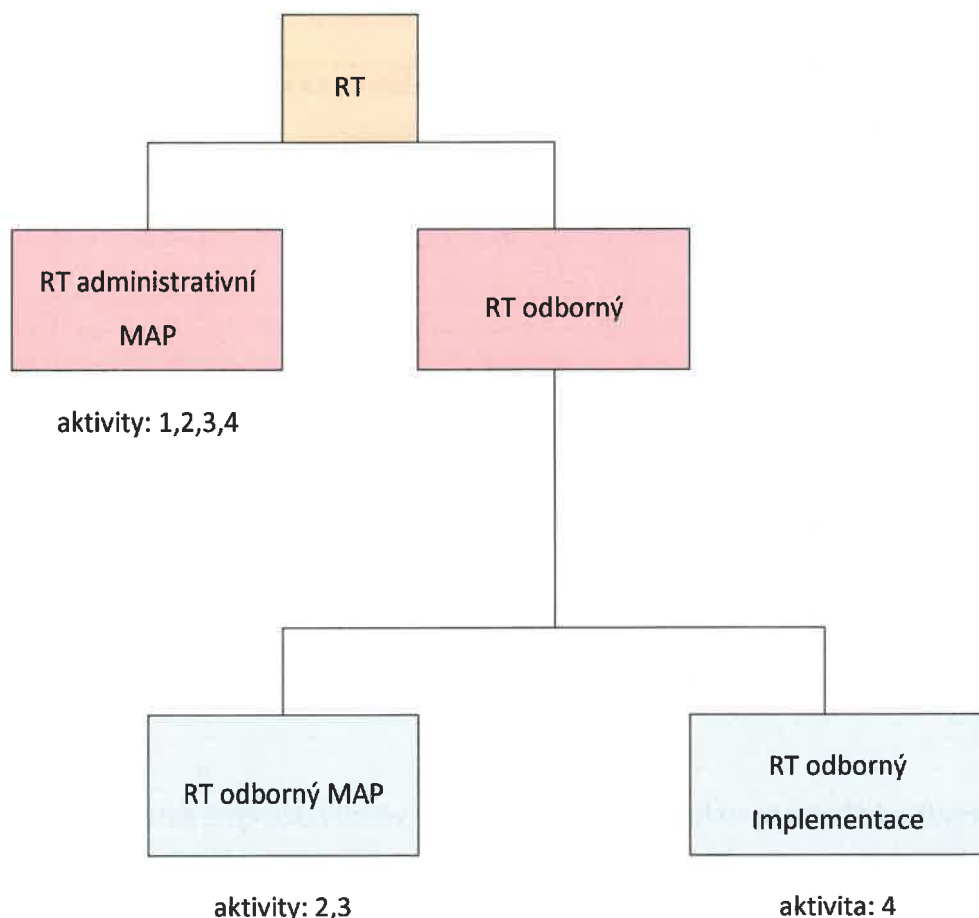 RT
RT administrativní
MAP
RT odborný
aktivity: 1,2,3,4
RT odborný MAP
RT odborný
Implementace
aktivity: 2,3
aktivita: 4